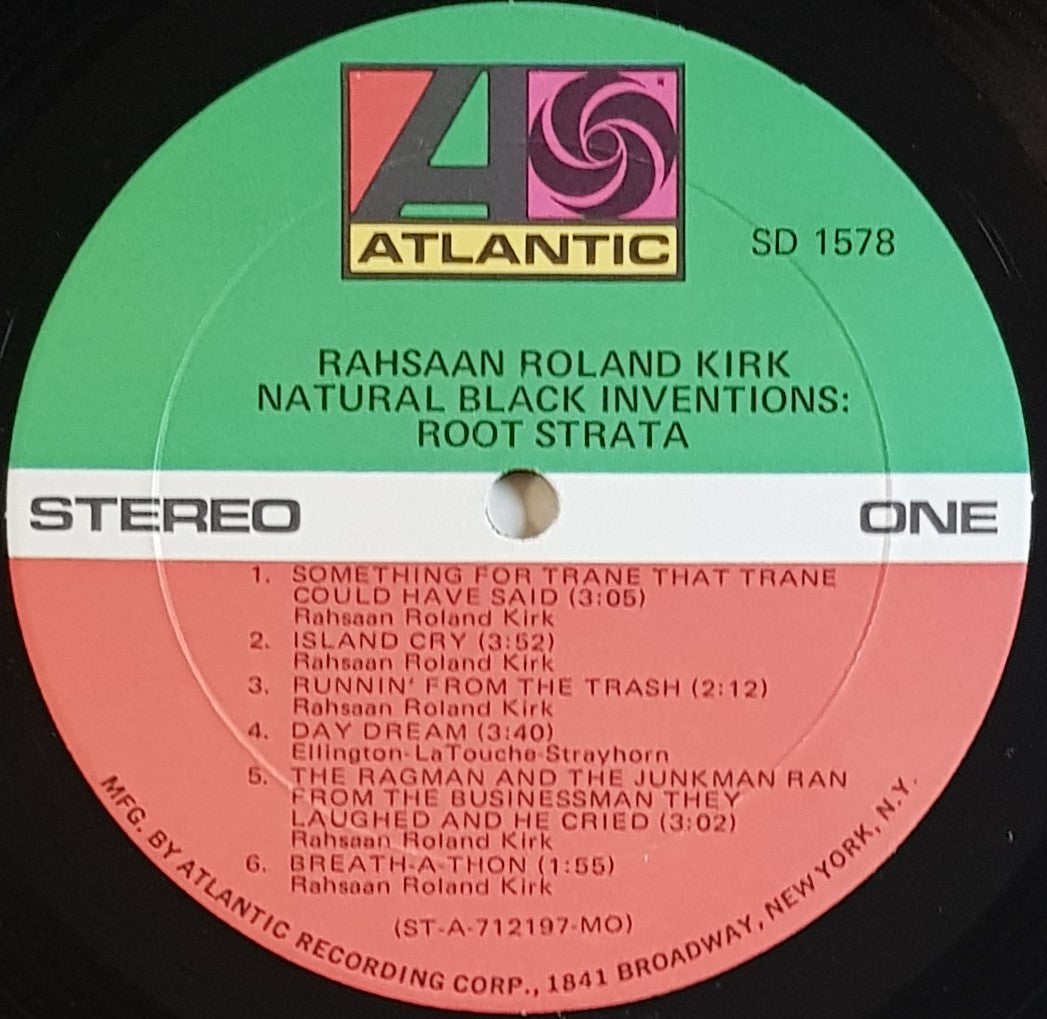 ATLANTIC
SD 1578
RAHSAAN ROLAND KIRK
NATURAL BLACK INVENTIONS:
ROOT STRATA
STEREO
ONE
1. SOMETHING FOR TRANE THAT TRANE
COULD HAVE SAID (3:05)
Rahsaan Roland Kirk
2. ISLAND CRY (3:52)
Rahsaan Roland Kirk
3. RUNNIN' FROM THE TRASH (2:12)
Rahsaan Roland Kirk
4. DAY DREAM (3:40)
Ellington-LaTouche-Strayhorn
5. THE RAGMAN AND THE JUNKMAN RAN
FROM THE BUSINESSMAN THEY
LAUGHED AND HE CRIED (3:02)
Rahsaan Roland Kirk
6. BREATH-A-THON (1:55)
Rahsaan Roland Kirk
(ST-A-712197-MO)
MFG. BY ATLANTIC RECORDING CORP., 1841 BROADWAY, NEW YORK, N.Y.